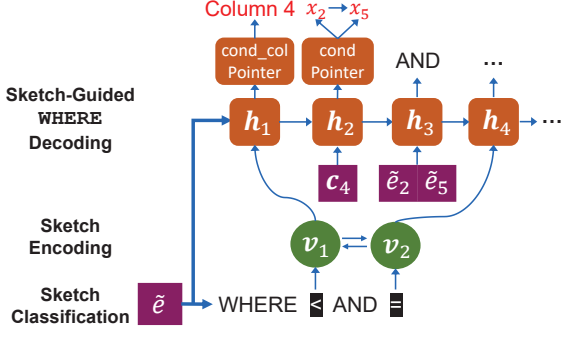 Column 4 x₂ → x₅
cond_col Pointer
cond Pointer
AND
...
Sketch-Guided
WHERE
Decoding
h₁
h₂
h₃
h₄
...
c₄
ẽ₂ ẽ₅
Sketch
Encoding
v₁
v₂
Sketch
Classification
ẽ
WHERE < AND =